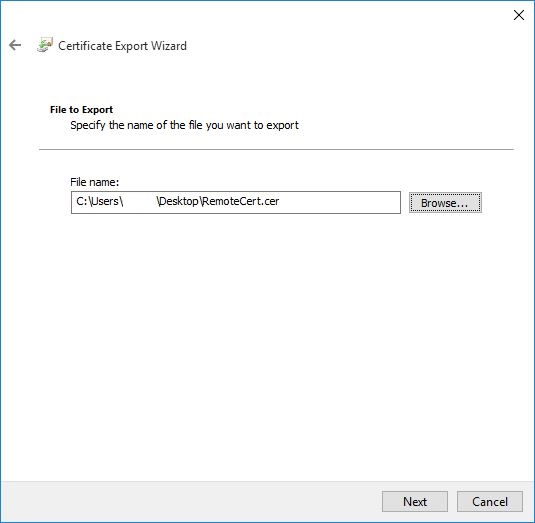 Certificate Export Wizard
File to Export
Specify the name of the file you want to export
File name:
C:\Users\ \Desktop\RemoteCert.cer Browse...
Next Cancel